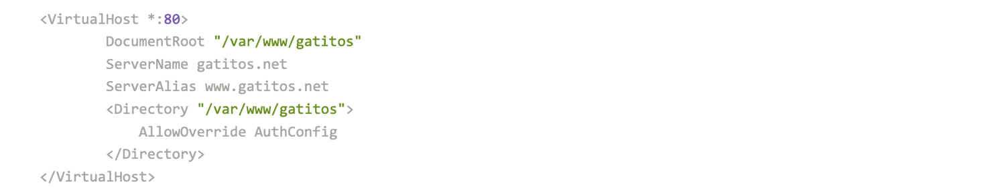 <VirtualHost *:80>
DocumentRoot "/var/www/gatitos"
ServerName gatitos.net
ServerAlias www.gatitos.net
<Directory "/var/www/gatitos">
AllowOverride AuthConfig
</Directory>
</VirtualHost>